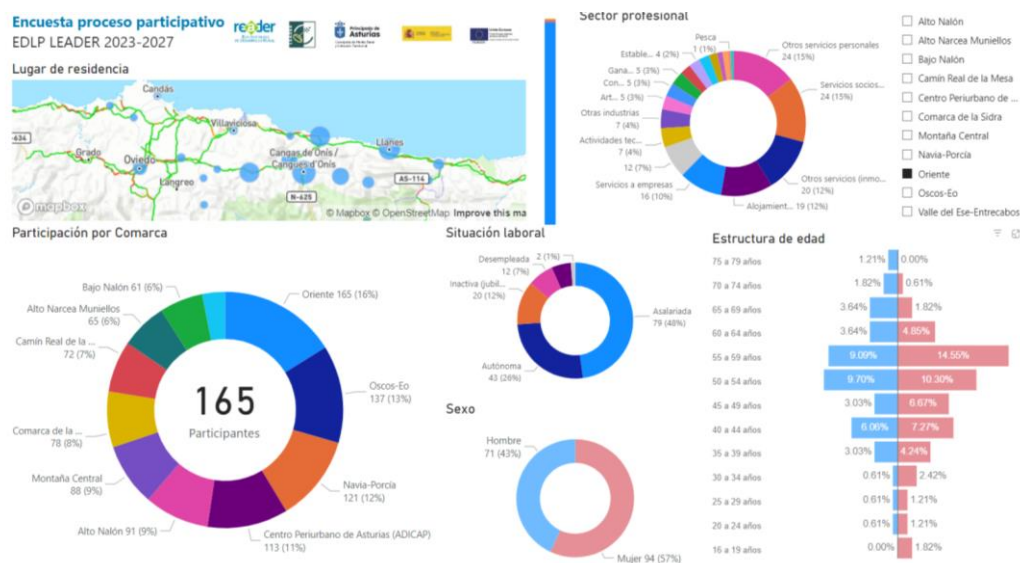 Encuesta proceso participativo
EDLP LEADER 2023-2027
reader
Principado de
Asturias
Lugar de residencia
Candás
Villaviciosa
Llanes
Grado
Oviedo
Cangas de Onís /
Cangues d'Onís
Langreo
AS-114
N-625
mapbox
© Mapbox © OpenStreetMap Improve this ma
Sector profesional
Pesca
1 (1%)
Estable... 4 (2%)
Gana... 5 (3%)
Con... 5 (3%)
Art... 5 (3%)
Otras industrias
7 (4%)
Actividades tec...
7 (4%)
12 (7%)
Servicios a empresas
16 (10%)
Alojamient... 19 (12%)
Otros servicios (inmo...
20 (12%)
Servicios socios...
24 (15%)
Otros servicios personales
24 (15%)
Alto Nalón
Alto Narcea Muniellos
Bajo Nalón
Camín Real de la Mesa
Centro Periurbano de ...
Comarca de la Sidra
Montaña Central
Navia-Porcía
Oriente
Oscos-Eo
Valle del Ese-Entrecabos
Participación por Comarca
Bajo Nalón 61 (6%)
Alto Narcea Muniellos
65 (6%)
Camín Real de la ...
72 (7%)
Comarca de la ...
78 (8%)
Montaña Central
88 (9%)
Alto Nalón 91 (9%)
Centro Periurbano de Asturias (ADICAP)
113 (11%)
Navia-Porcía
121 (12%)
Oscos-Eo
137 (13%)
Oriente 165 (16%)
165
Participantes
Situación laboral
2 (1%)
Desempleada
12 (7%)
Inactiva (jubil...
20 (12%)
Autónoma
43 (26%)
Asalariada
79 (48%)
Sexo
Hombre
71 (43%)
Mujer 94 (57%)
Estructura de edad
75 a 79 años 1.21% 0.00%
70 a 74 años 1.82% 0.61%
65 a 69 años 3.64% 1.82%
60 a 64 años 3.64% 4.85%
55 a 59 años 9.09% 14.55%
50 a 54 años 9.70% 10.30%
45 a 49 años 3.03% 6.67%
40 a 44 años 6.06% 7.27%
35 a 39 años 3.03% 4.24%
30 a 34 años 0.61% 2.42%
25 a 29 años 0.61% 1.21%
20 a 24 años 0.61% 1.21%
16 a 19 años 0.00% 1.82%